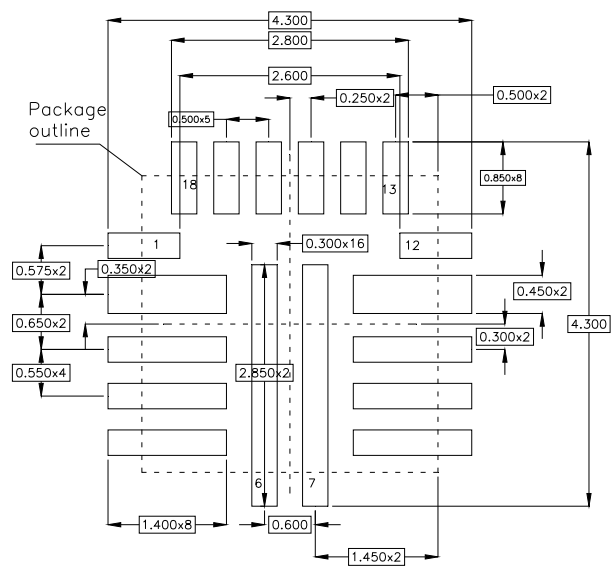 4.300
2.800
2.600
0.250x2
0.500x2
Package
outline
0.500x5
18
13
0.850x8
1
0.300x16
12
0.575x2
0.350x2
0.450x2
0.650x2
4.300
0.300x2
0.550x4
2.850x2
6
7
1.400x8
0.600
1.450x2